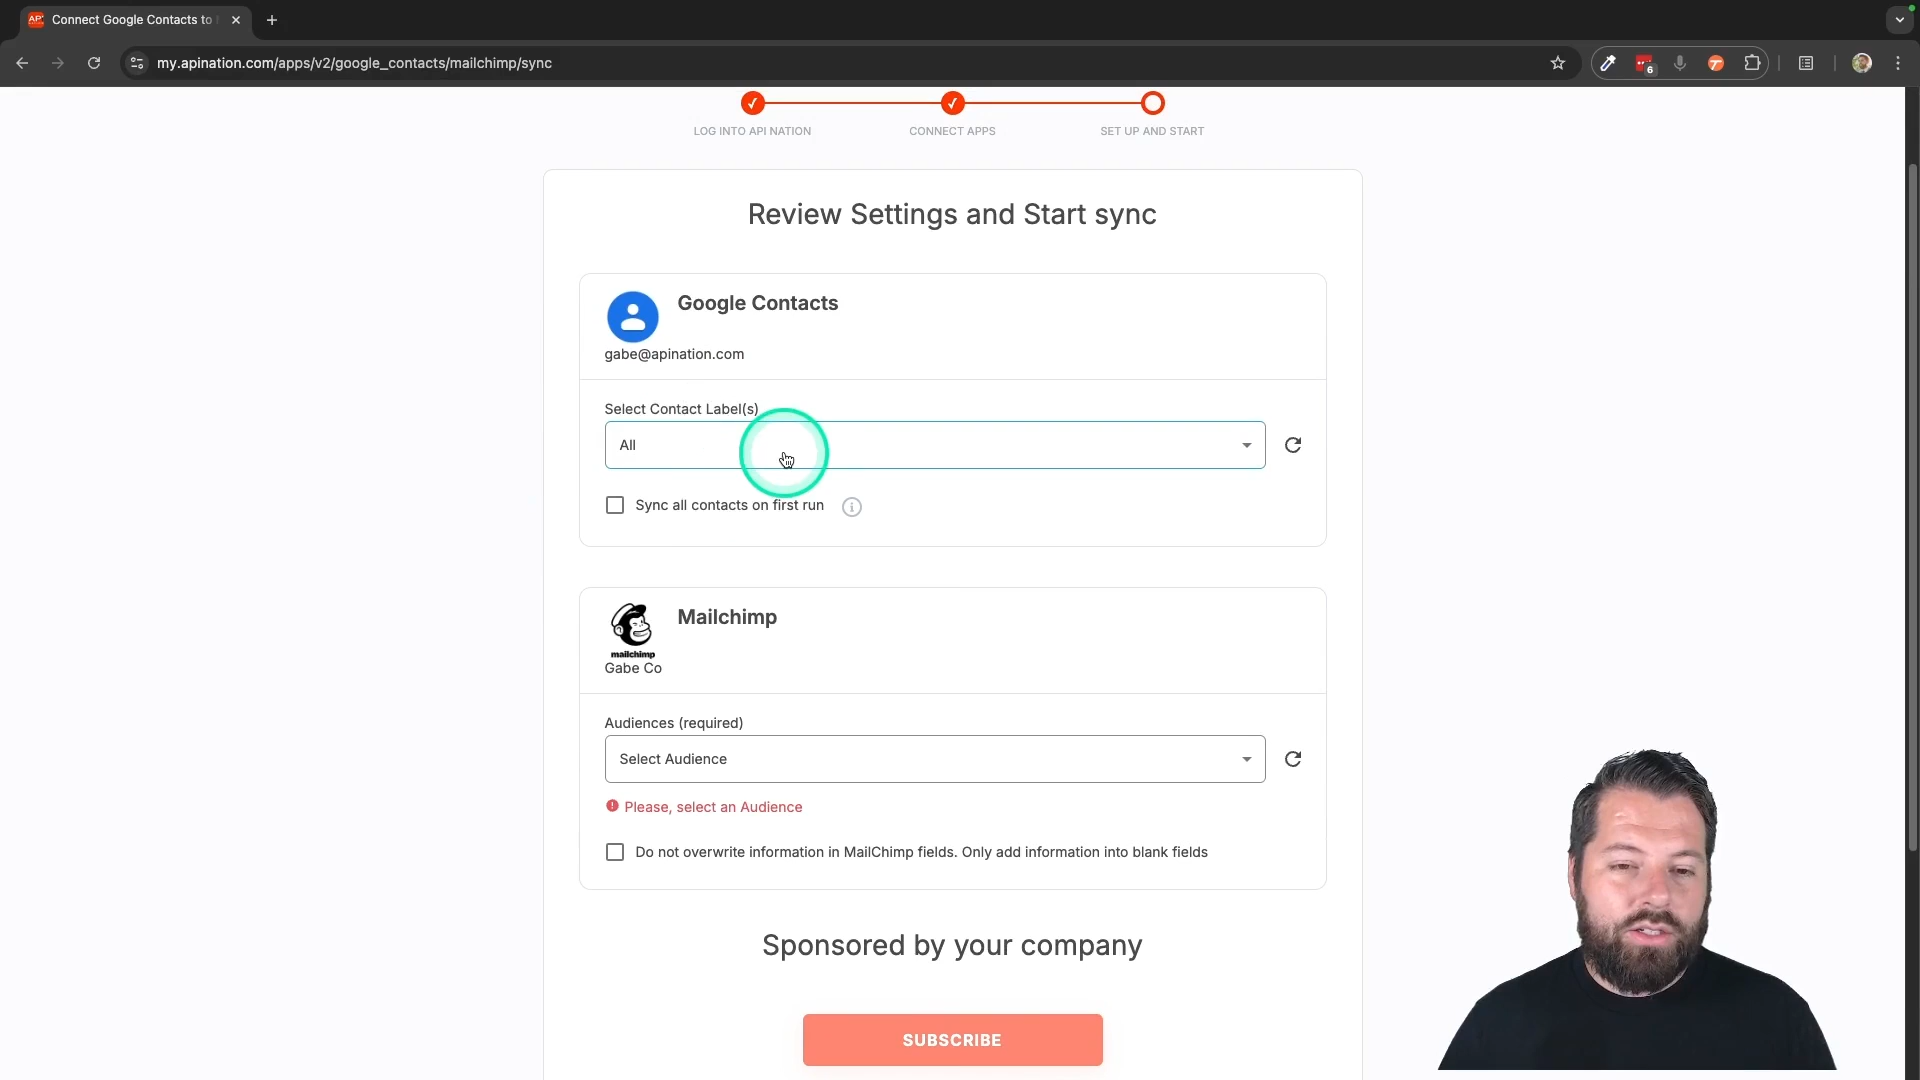 Connect Google Contacts to
my.apination.com/apps/v2/google_contacts/mailchimp/sync
6
LOG INTO API NATION
CONNECT APPS
SET UP AND START
Review Settings and Start sync
Google Contacts
gabe@apination.com
Select Contact Label(s)
All
Sync all contacts on first run
Mailchimp
mailchimp
Gabe Co
Audiences (required)
Select Audience
Please, select an Audience
Do not overwrite information in MailChimp fields. Only add information into blank fields
Sponsored by your company
SUBSCRIBE